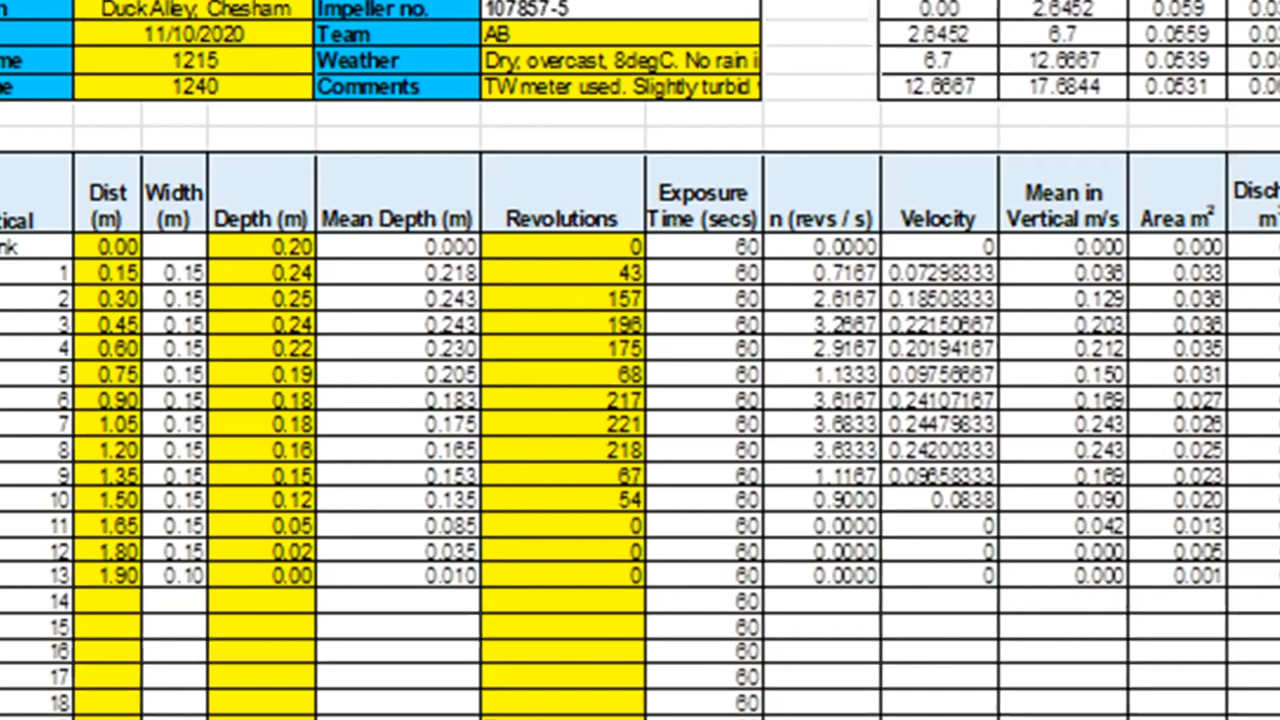 n Duck Alley, Chesham Impeller no. 107857-5 0.00 2.6452 0.059
11/10/2020 Team AB 2.6452 6.7 0.0559
me 1215 Weather Dry, overcast, 8degC. No rain i 6.7 12.6667 0.0539
e 1240 Comments TW meter used. Slightly turbid 12.6667 17.6844 0.0531
Dist Width Exposure Mean in Disch
ical (m) (m) Depth (m) Mean Depth (m) Revolutions Time (secs) n (revs / s) Velocity Vertical m/s Area m² m
nk 0.00 0.20 0.000 0 60 0.0000 0 0.000 0.000
1 0.15 0.15 0.24 0.218 43 60 0.7167 0.07298333 0.036 0.033
2 0.30 0.15 0.25 0.243 157 60 2.6167 0.18508333 0.129 0.036
3 0.45 0.15 0.24 0.243 196 60 3.2667 0.22150667 0.203 0.036
4 0.60 0.15 0.22 0.230 175 60 2.9167 0.20194167 0.212 0.035
5 0.75 0.15 0.19 0.205 68 60 1.1333 0.09756667 0.150 0.031
6 0.90 0.15 0.18 0.183 217 60 3.6167 0.24107167 0.169 0.027
7 1.05 0.15 0.18 0.175 221 60 3.6833 0.24479833 0.243 0.026
8 1.20 0.15 0.16 0.165 218 60 3.6333 0.24200333 0.243 0.025
9 1.35 0.15 0.15 0.153 67 60 1.1167 0.09658333 0.169 0.023
10 1.50 0.15 0.12 0.135 54 60 0.9000 0.0838 0.090 0.020
11 1.65 0.15 0.05 0.085 0 60 0.0000 0 0.042 0.013
12 1.80 0.15 0.02 0.035 0 60 0.0000 0 0.000 0.005
13 1.90 0.10 0.00 0.010 0 60 0.0000 0 0.000 0.001
14 60
15 60
16 60
17 60
18 60